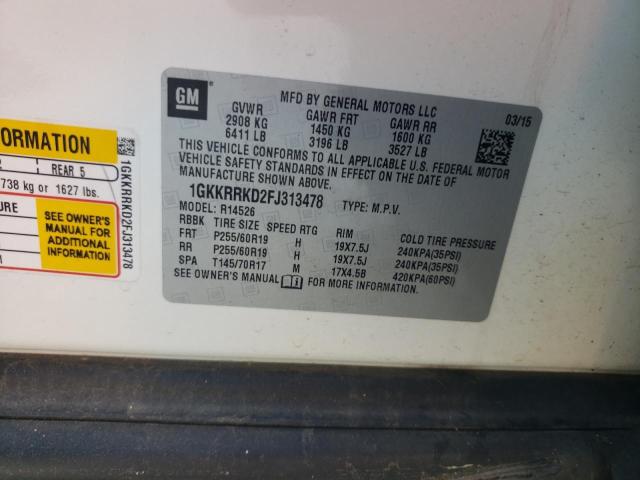 GM
MFD BY GENERAL MOTORS LLC
03/15
GVWR GAWR FRT GAWR RR
2908 KG 1450 KG 1600 KG
6411 LB 3196 LB 3527 LB
THIS VEHICLE CONFORMS TO ALL APPLICABLE U.S. FEDERAL MOTOR
VEHICLE SAFETY STANDARDS IN EFFECT ON THE DATE OF
MANUFACTURE SHOWN ABOVE.
1GKKRRKD2FJ313478 TYPE: M.P.V.
MODEL: R14526
RBBK TIRE SIZE SPEED RTG RIM COLD TIRE PRESSURE
FRT P255/60R19 H 19X7.5J 240KPA(35PSI)
RR P255/60R19 H 19X7.5J 240KPA(35PSI)
SPA T145/70R17 M 17X4.5B 420KPA(60PSI)
SEE OWNER'S MANUAL FOR MORE INFORMATION.
ORMATION
REAR 5
738 kg or 1627 lbs.
SEE OWNER'S
MANUAL FOR
ADDITIONAL
INFORMATION
1GKKRRKD2FJ313478